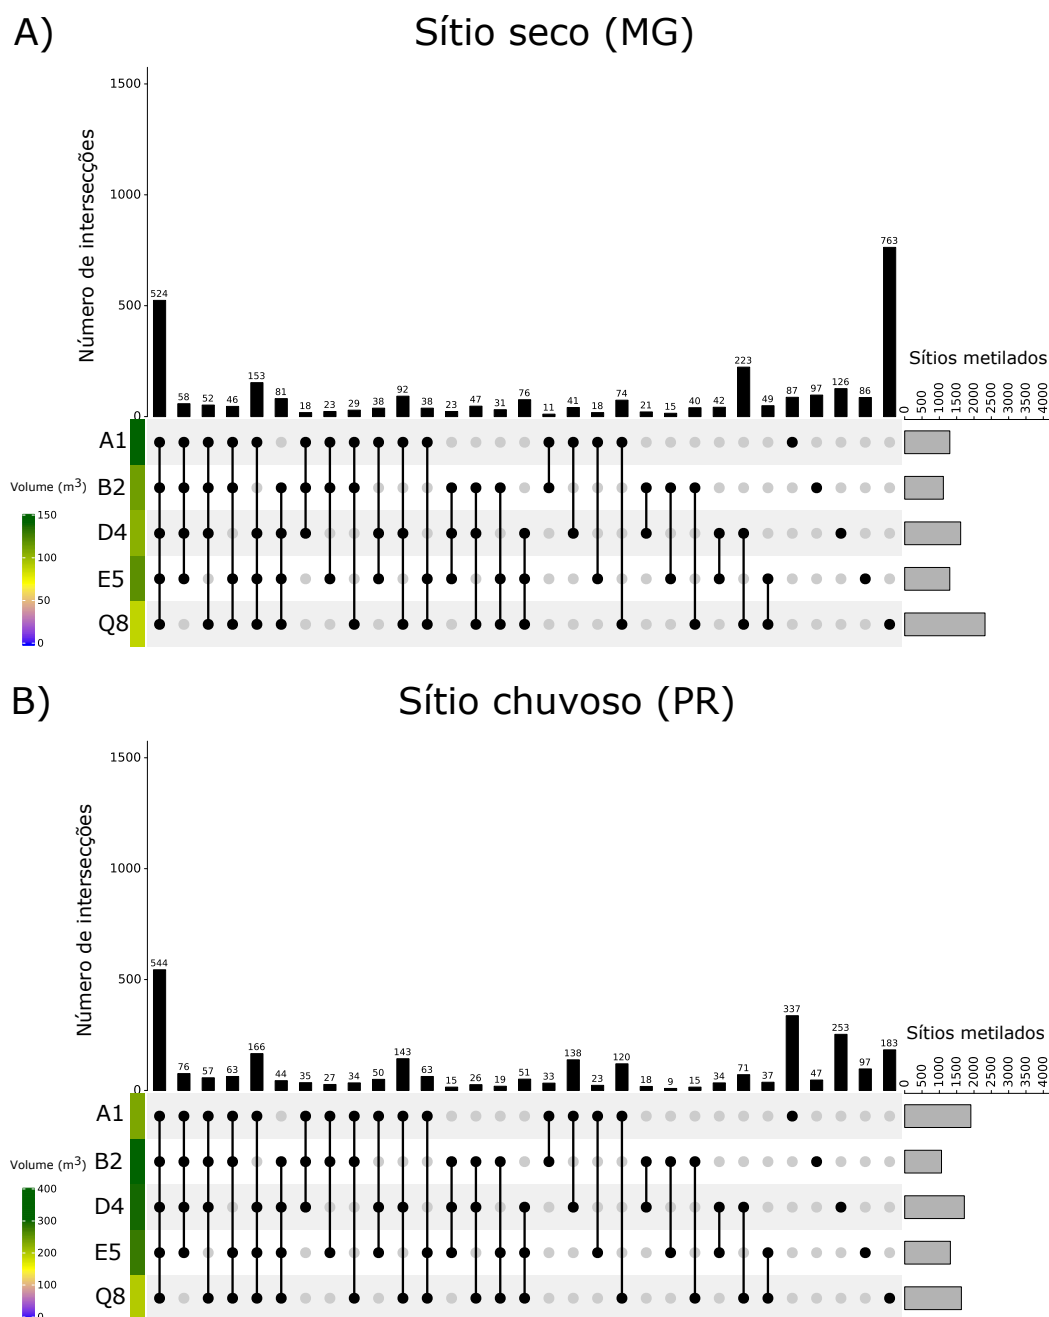 A)
Sítio seco (MG)
Número de intersecções
1500
1000
500
0
524 58 52 46 153 81 18 23 29 38 92 38 23 47 31 76 11 41 18 74 21 15 40 42 223 49 87 97 126 86 763
Sítios metilados
0 500 1000 1500 2000 2500 3000 3500 4000
A1
B2
D4
E5
Q8
Volume (m3)
150
100
50
0
B)
Sítio chuvoso (PR)
Número de intersecções
1500
1000
500
0
544 76 57 63 166 44 35 27 34 50 143 63 15 26 19 51 33 138 23 120 18 9 15 34 71 37 337 47 253 97 183
Sítios metilados
0 500 1000 1500 2000 2500 3000 3500 4000
A1
B2
D4
E5
Q8
Volume (m3)
400
300
200
100
0